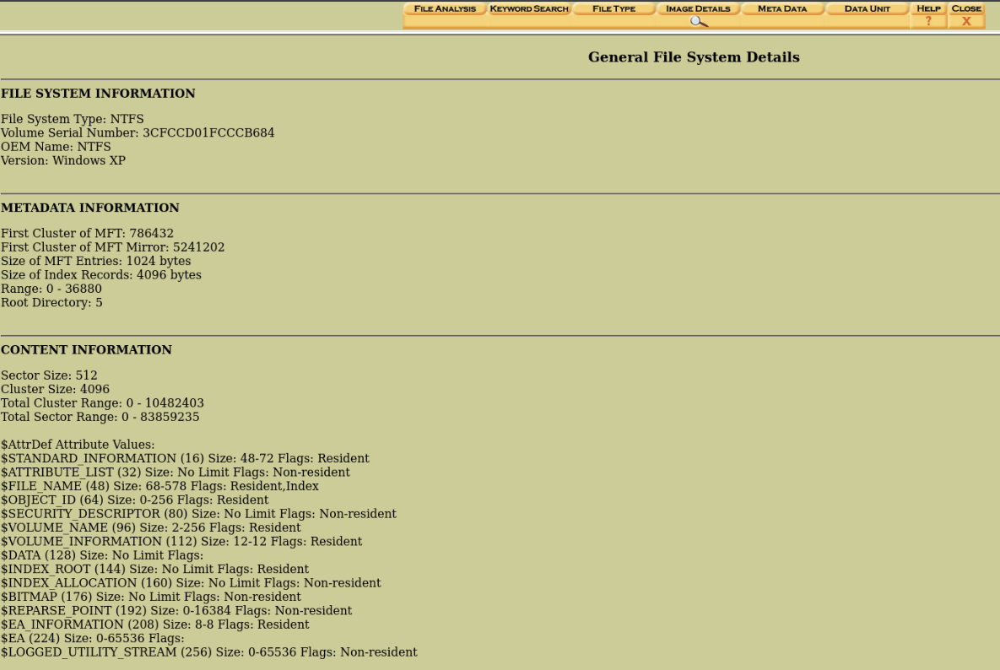 FILE ANALYSIS KEYWORD SEARCH FILE TYPE IMAGE DETAILS META DATA DATA UNIT HELP CLOSE
? X
General File System Details
FILE SYSTEM INFORMATION
File System Type: NTFS
Volume Serial Number: 3CFCCD01FCCCB684
OEM Name: NTFS
Version: Windows XP
METADATA INFORMATION
First Cluster of MFT: 786432
First Cluster of MFT Mirror: 5241202
Size of MFT Entries: 1024 bytes
Size of Index Records: 4096 bytes
Range: 0 - 36880
Root Directory: 5
CONTENT INFORMATION
Sector Size: 512
Cluster Size: 4096
Total Cluster Range: 0 - 10482403
Total Sector Range: 0 - 83859235
$AttrDef Attribute Values:
$STANDARD_INFORMATION (16) Size: 48-72 Flags: Resident
$ATTRIBUTE_LIST (32) Size: No Limit Flags: Non-resident
$FILE_NAME (48) Size: 68-578 Flags: Resident,Index
$OBJECT_ID (64) Size: 0-256 Flags: Resident
$SECURITY_DESCRIPTOR (80) Size: No Limit Flags: Non-resident
$VOLUME_NAME (96) Size: 2-256 Flags: Resident
$VOLUME_INFORMATION (112) Size: 12-12 Flags: Resident
$DATA (128) Size: No Limit Flags:
$INDEX_ROOT (144) Size: No Limit Flags: Resident
$INDEX_ALLOCATION (160) Size: No Limit Flags: Non-resident
$BITMAP (176) Size: No Limit Flags: Non-resident
$REPARSE_POINT (192) Size: 0-16384 Flags: Non-resident
$EA_INFORMATION (208) Size: 8-8 Flags: Resident
$EA (224) Size: 0-65536 Flags:
$LOGGED_UTILITY_STREAM (256) Size: 0-65536 Flags: Non-resident